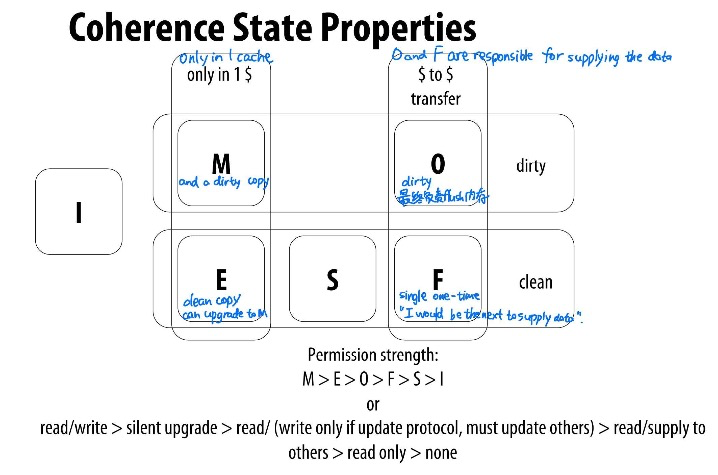 Coherence State Properties
only in 1 cache
O and F are responsible for supplying the data
only in 1 $
$ to $
transfer
M
and a dirty copy
O
dirty
dirty
最终负责flush内存
I
E
clean copy
can upgrade to M
S
F
single one-time
"I would be the next to supply data".
clean
Permission strength:
M > E > O > F > S > I
or
read/write > silent upgrade > read/ (write only if update protocol, must update others) > read/supply to
others > read only > none